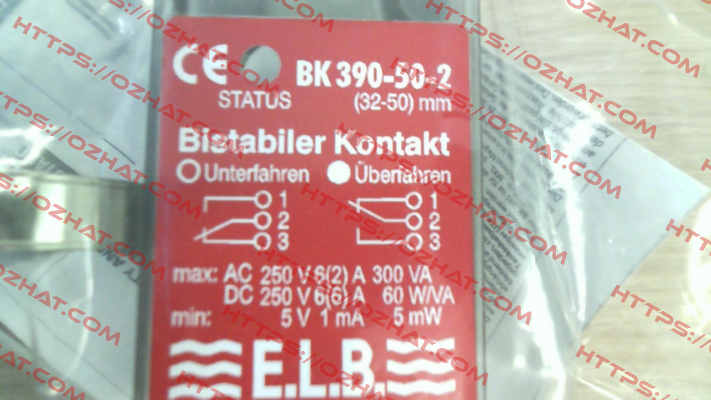 CE BK 390-50-2
STATUS (32-50) mm
Bistabiler Kontakt
Unterfahren Überfahren
1 1
2 2
3 3
max: AC 250 V 6(2) A 300 VA
DC 250 V 6(6) A 60 W/VA
min: 5 V 1 mA 5 mW
E.L.B.
HTTPS://OZHAT.COM